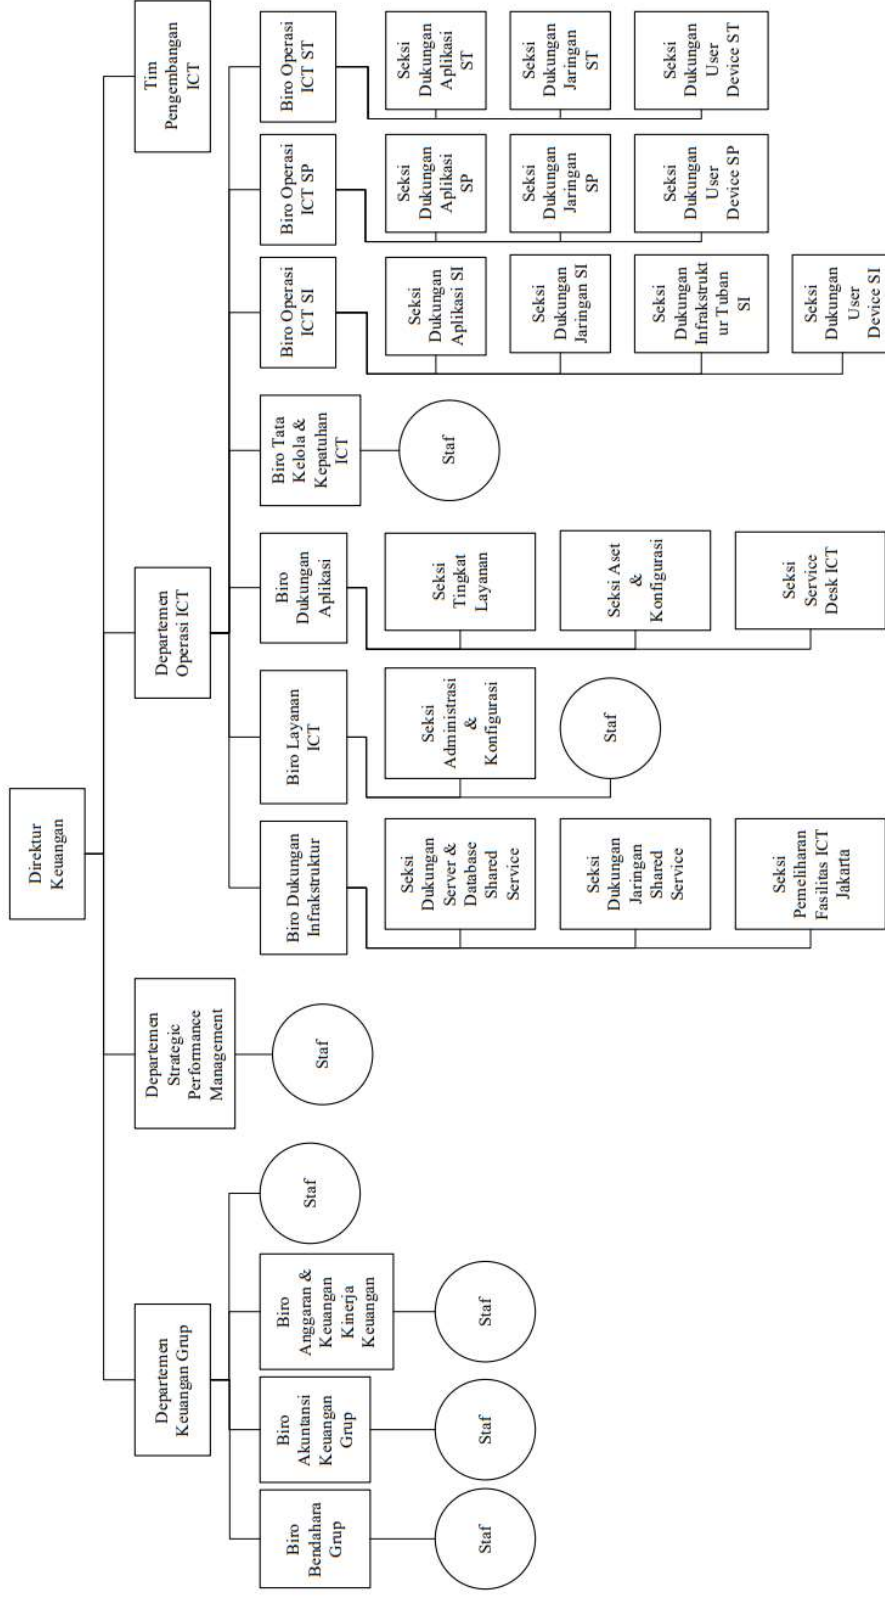 Direktur
Keuangan
Departemen
Keuangan Grup
Departemen
Strategic
Performance
Management
Departemen
Operasi ICT
Tim
Pengembangan
ICT
Biro
Bendahara
Grup
Biro
Akuntansi
Keuangan
Grup
Biro
Anggaran &
Keuangan
Kinerja
Keuangan
Staf
Staf
Staf
Staf
Staf
Biro Dukungan
Infrakstruktur
Biro Layanan
ICT
Biro
Dukungan
Aplikasi
Biro Tata
Kelola &
Kepatuhan
ICT
Biro Operasi
ICT SI
Biro Operasi
ICT SP
Biro Operasi
ICT ST
Seksi
Dukungan
Server &
Database
Shared
Service
Seksi
Administrasi
&
Konfigurasi
Seksi
Tingkat
Layanan
Staf
Seksi
Dukungan
Aplikasi SI
Seksi
Dukungan
Aplikasi
SP
Seksi
Dukungan
Aplikasi
ST
Seksi
Dukungan
Jaringan
Shared
Service
Staf
Seksi Aset
&
Konfigurasi
Seksi
Dukungan
Jaringan SI
Seksi
Dukungan
Jaringan
SP
Seksi
Dukungan
Jaringan
ST
Seksi
Pemeliharan
Fasilitas ICT
Jakarta
Seksi
Service
Desk ICT
Seksi
Dukungan
Infrakstrukt
ur Tuban
SI
Seksi
Dukungan
User
Device SP
Seksi
Dukungan
User
Device ST
Seksi
Dukungan
User
Device SI